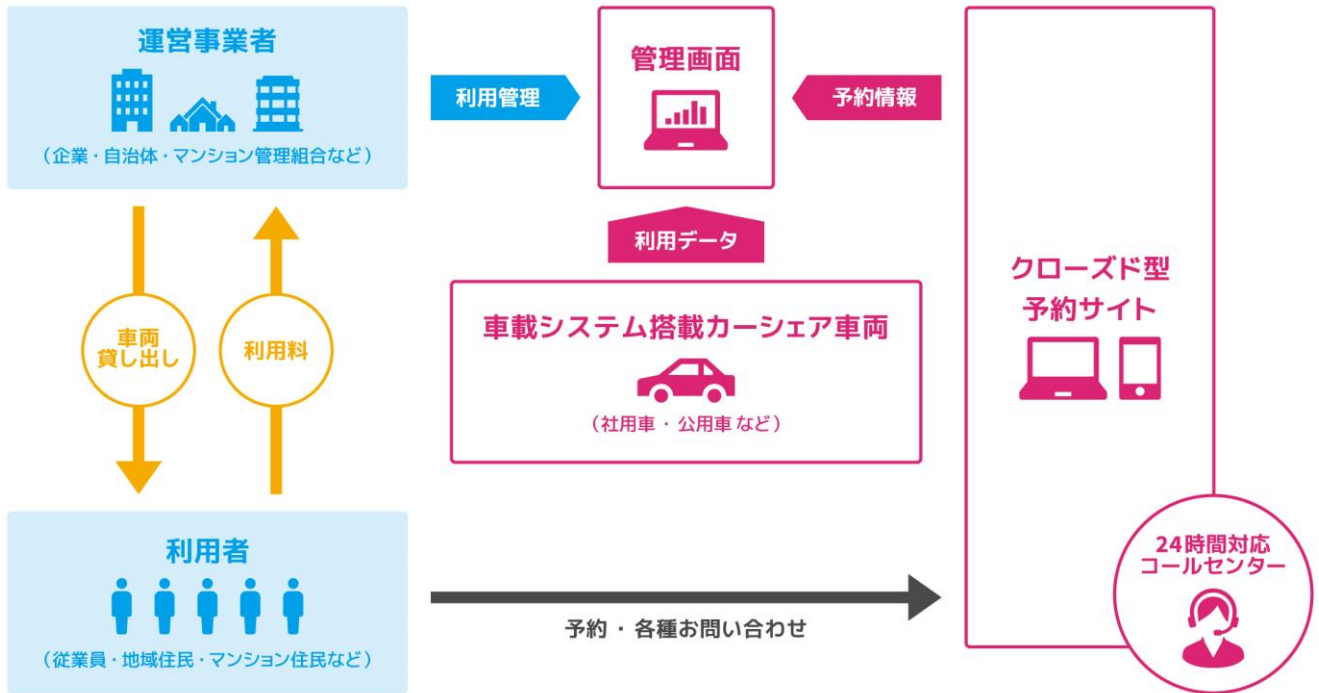 運営事業者
（企業・自治体・マンション管理組合など）
利用管理
管理画面
予約情報
利用データ
車両
貸し出し
利用料
車載システム搭載カーシェア車両
（社用車・公用車など）
クローズド型
予約サイト
利用者
（従業員・地域住民・マンション住民など）
予約・各種お問い合わせ
24時間対応
コールセンター